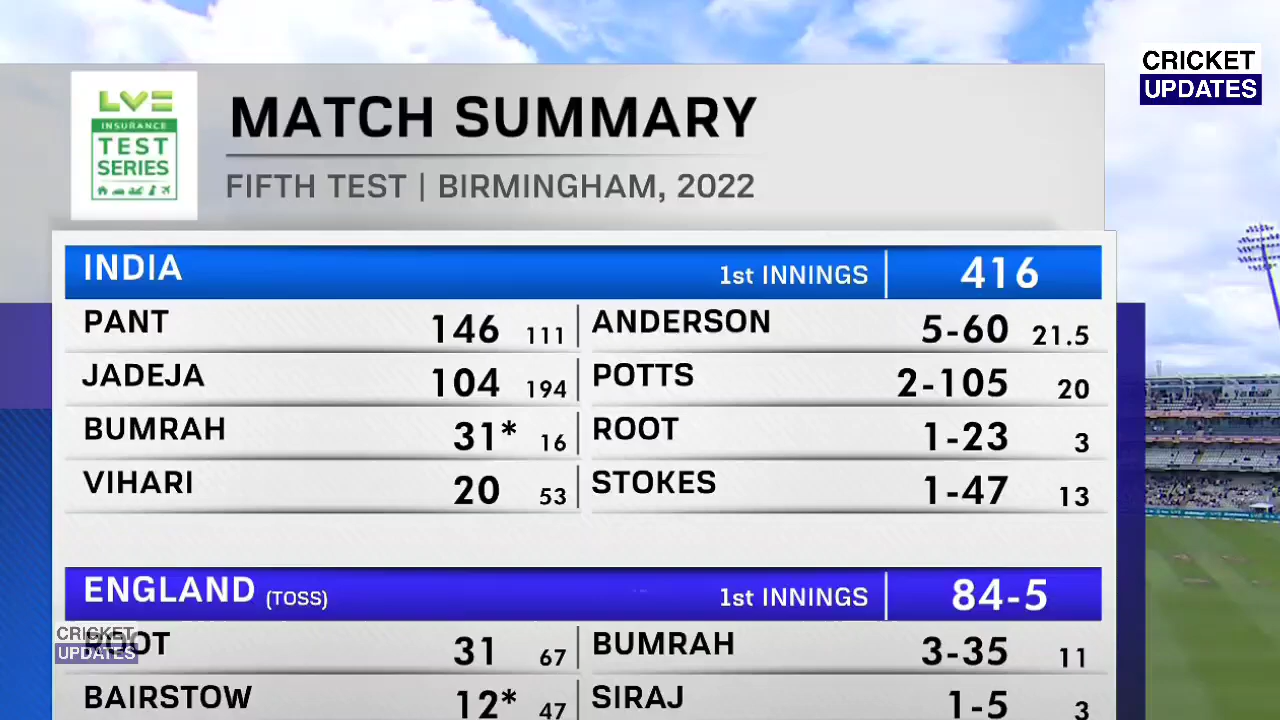 CRICKET
UPDATES
LVE
INSURANCE
TEST
SERIES
MATCH SUMMARY
FIFTH TEST | BIRMINGHAM, 2022
INDIA 1st INNINGS 416
PANT 146 111 ANDERSON 5-60 21.5
JADEJA 104 194 POTTS 2-105 20
BUMRAH 31* 16 ROOT 1-23 3
VIHARI 20 53 STOKES 1-47 13
ENGLAND (TOSS) 1st INNINGS 84-5
CRICKET
UPDATES
ROOT 31 67 BUMRAH 3-35 11
BAIRSTOW 12* 47 SIRAJ 1-5 3